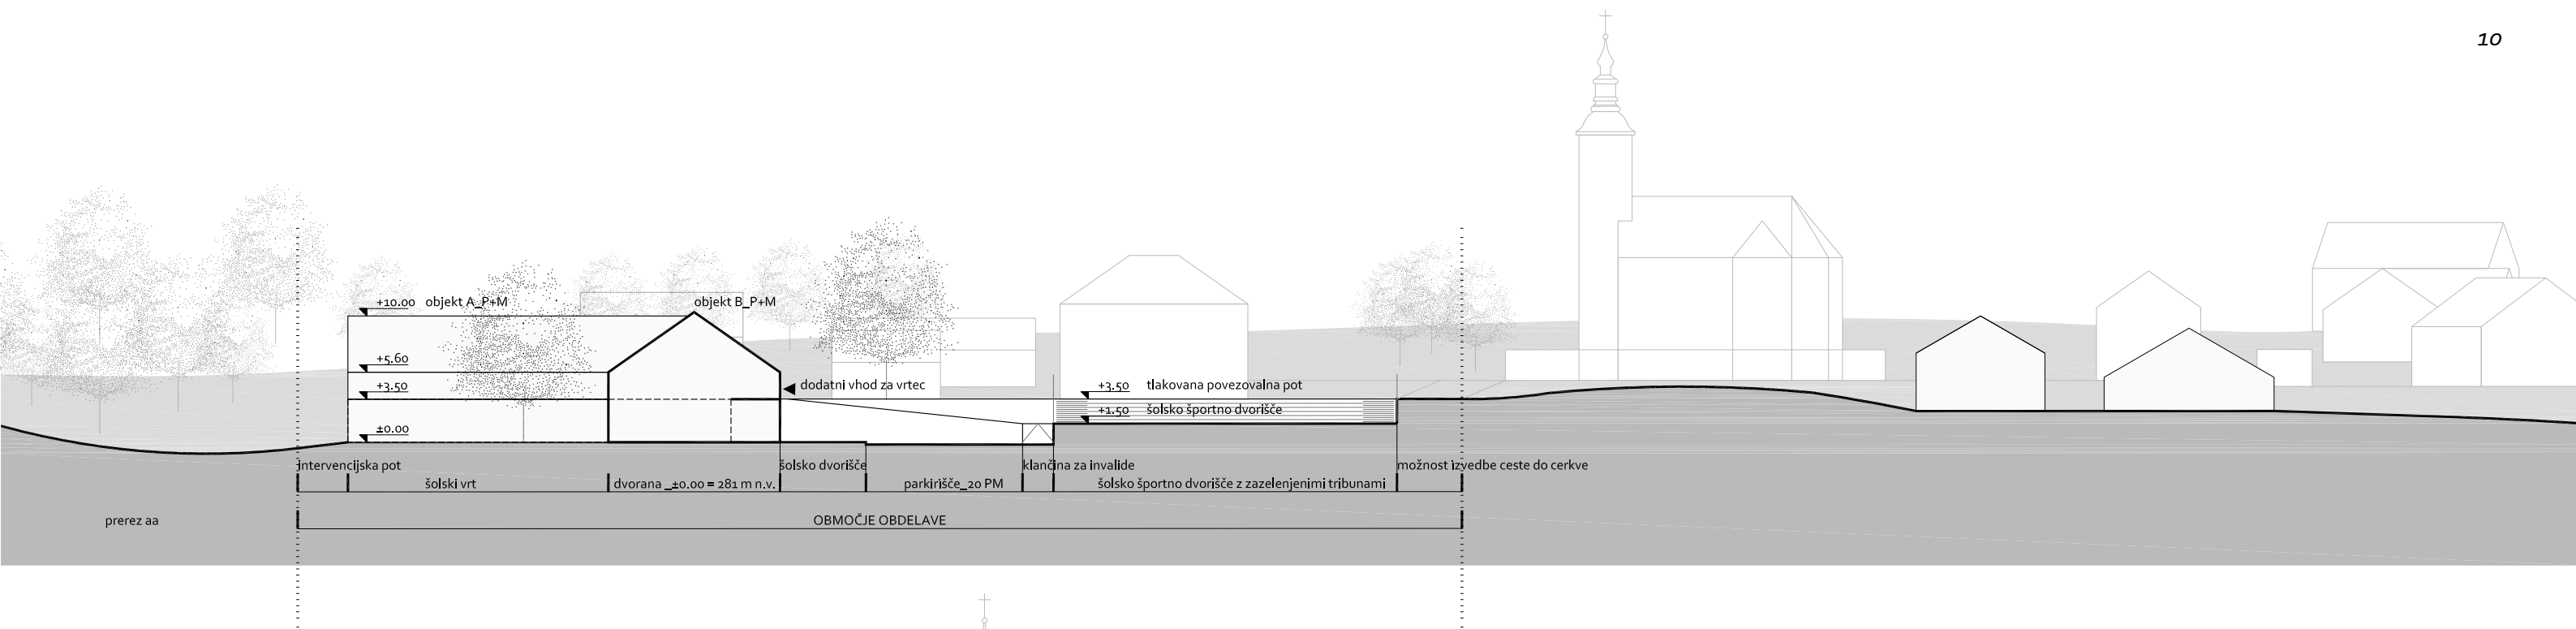 10
+10.00 objekt A_P+M
objekt B_P+M
+5.60
+3.50
dodatni vhod za vrtec
+3.50 tlakovana povezovalna pot
+1.50 šolsko športno dvorišče
±0.00
intervencijska pot
šolsko dvorišče
klančina za invalide
možnost izvedbe ceste do cerkve
šolski vrt
dvorana _±0.00 = 281 m n.v.
parkirišče_20 PM
šolsko športno dvorišče z zazelenjenimi tribunami
prerez aa
OBMOČJE OBDELAVE